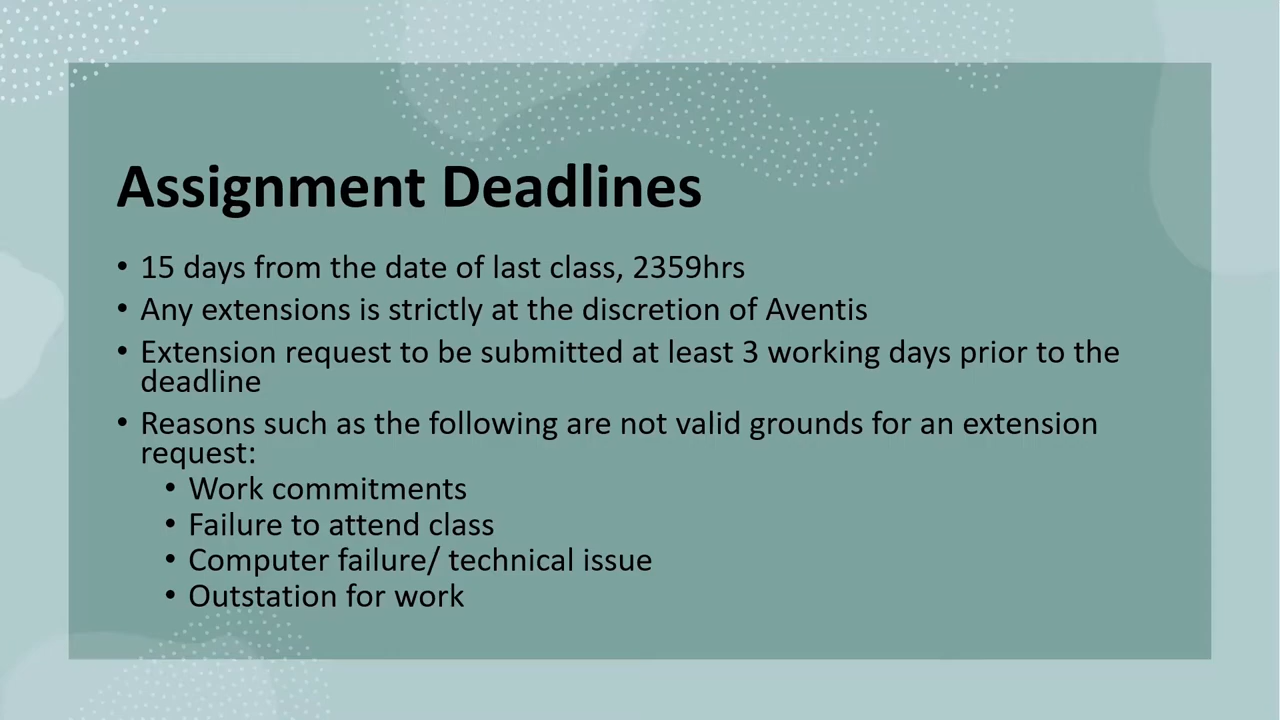 Assignment Deadlines
• 15 days from the date of last class, 2359hrs
• Any extensions is strictly at the discretion of Aventis
• Extension request to be submitted at least 3 working days prior to the
deadline
• Reasons such as the following are not valid grounds for an extension
request:
• Work commitments
• Failure to attend class
• Computer failure/ technical issue
• Outstation for work